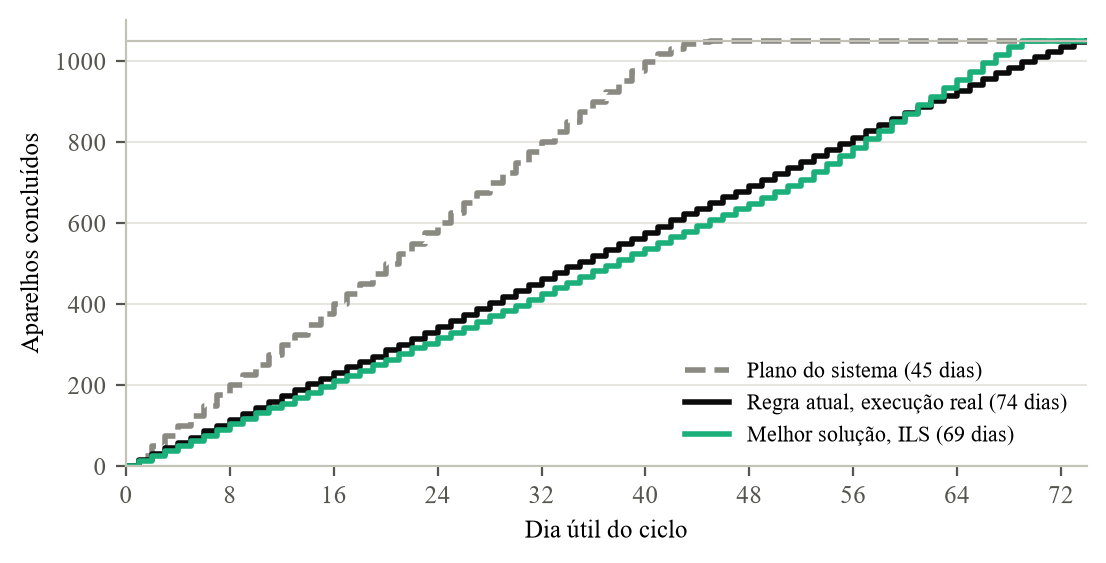 1000
800
600
400
200
0
Aparelhos concluídos
Plano do sistema (45 dias)
Regra atual, execução real (74 dias)
Melhor solução, ILS (69 dias)
0 8 16 24 32 40 48 56 64 72
Dia útil do ciclo